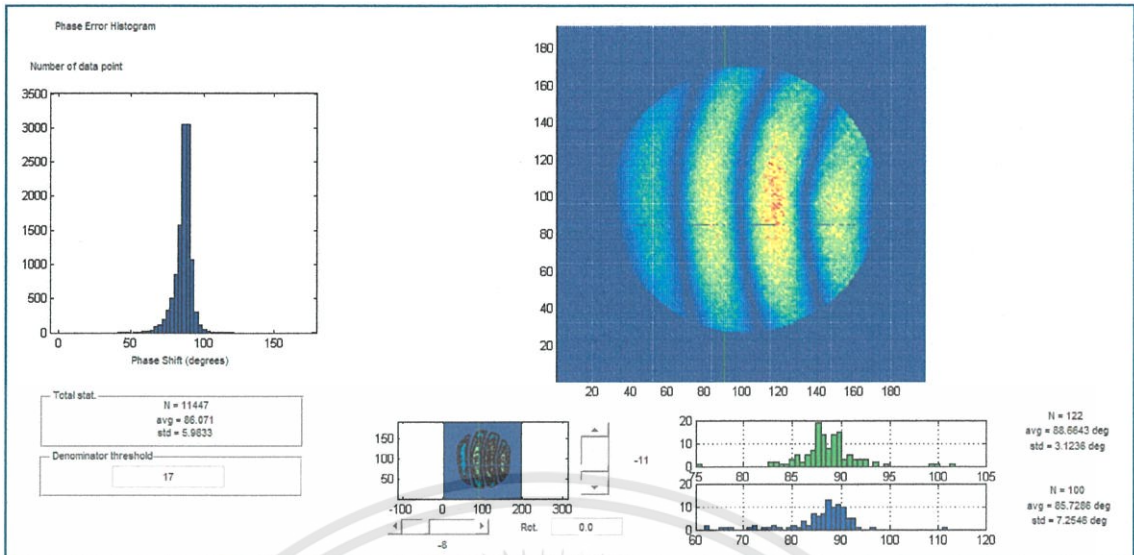 Phase Error Histogram
Number of data point
3500
3000
2500
2000
1500
1000
500
0
0 50 100 150
Phase Shift (degrees)
Total stat.
N = 11447
avg = 86.071
std = 5.9833
Denominator threshold
17
180
160
140
120
100
80
60
40
20
20 40 60 80 100 120 140 160 180
150
100
50
-100 0 100 200 300
-11
-6
Rot. 0.0
20
10
0
75 80 85 90 95 100 105
N = 122
avg = 88.6643 deg
std = 3.1236 deg
20
10
0
60 70 80 90 100 110 120
N = 100
avg = 85.7286 deg
std = 7.2546 deg